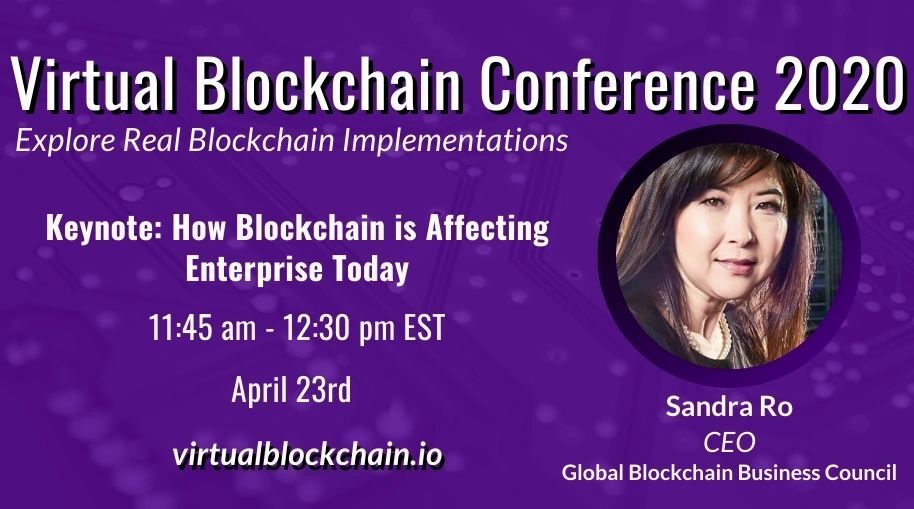 Virtual Blockchain Conference 2020
Explore Real Blockchain Implementations
Keynote: How Blockchain is Affecting
Enterprise Today
11:45 am - 12:30 pm EST
April 23rd
virtualblockchain.io
Sandra Ro
CEO
Global Blockchain Business Council